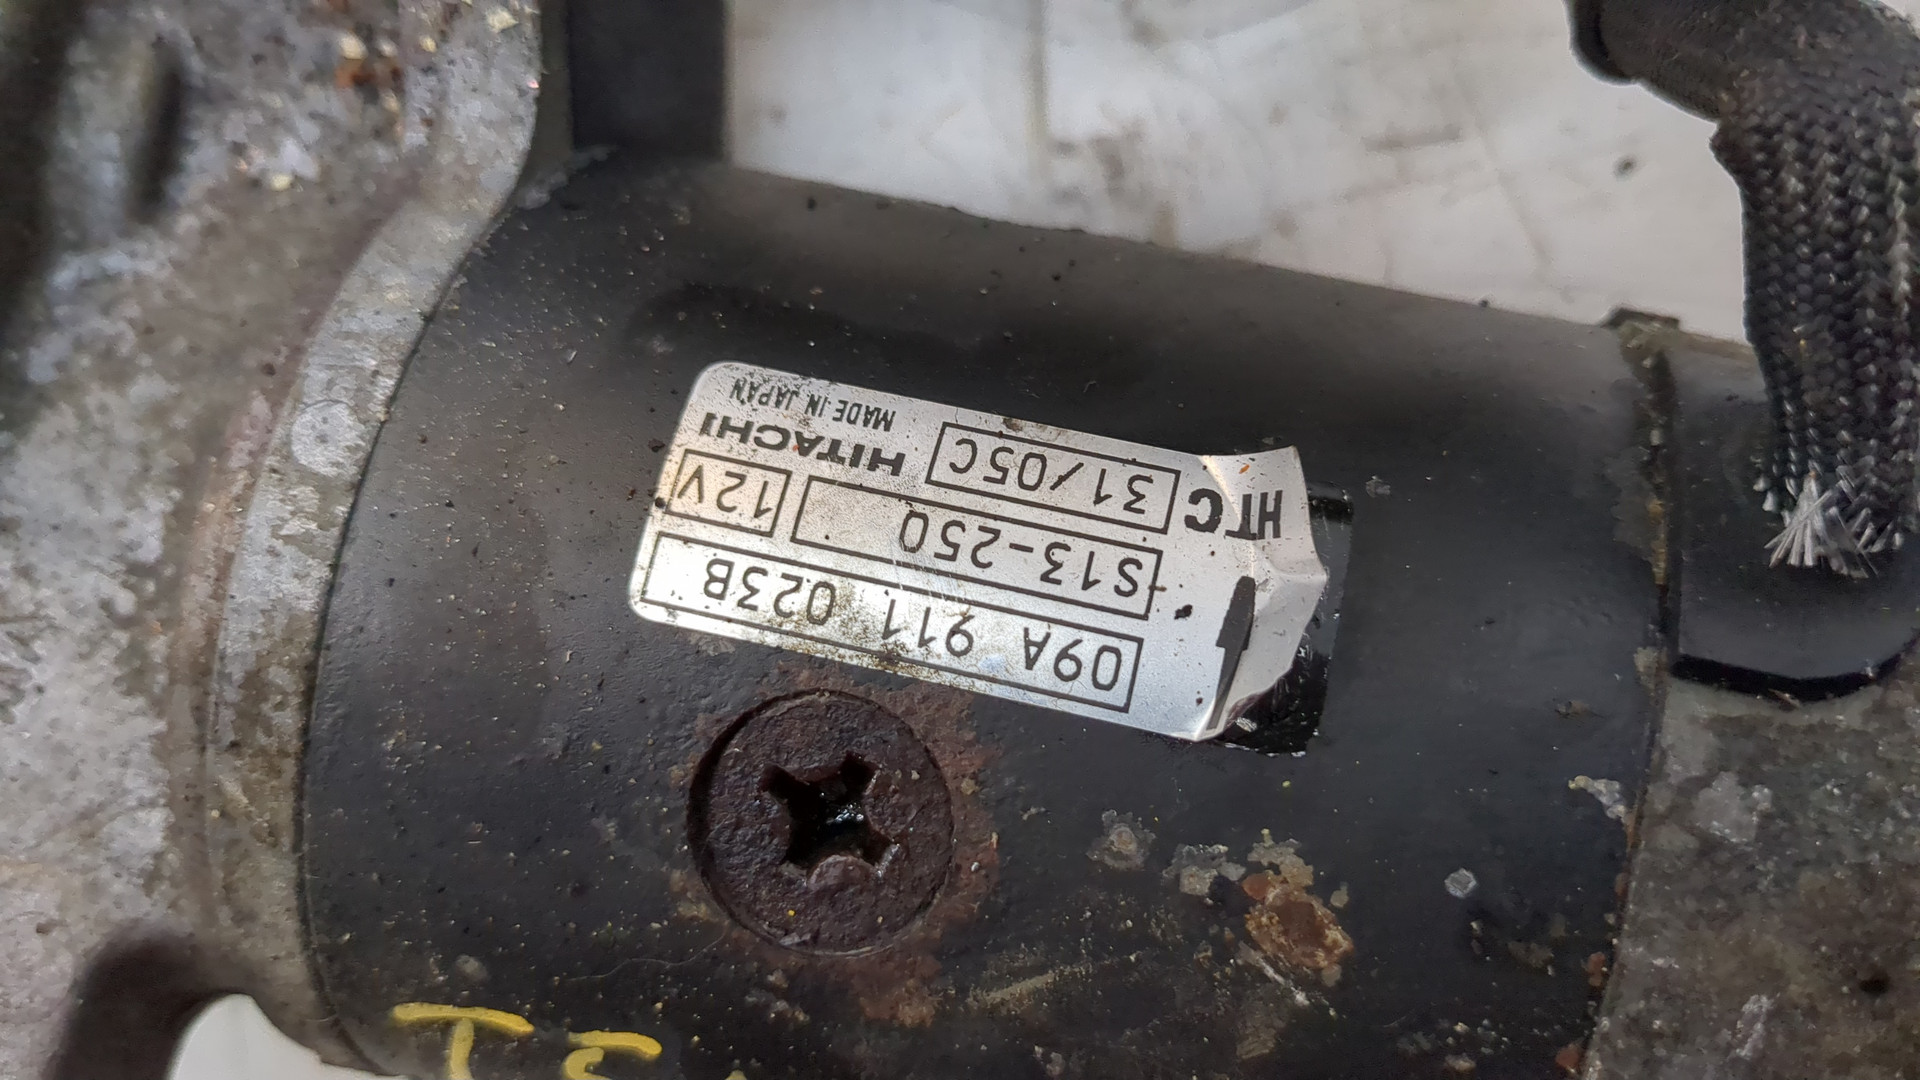 09A 911 023B
S13-250 12V
HTC 31/05C HITACHI
MADE IN JAPAN